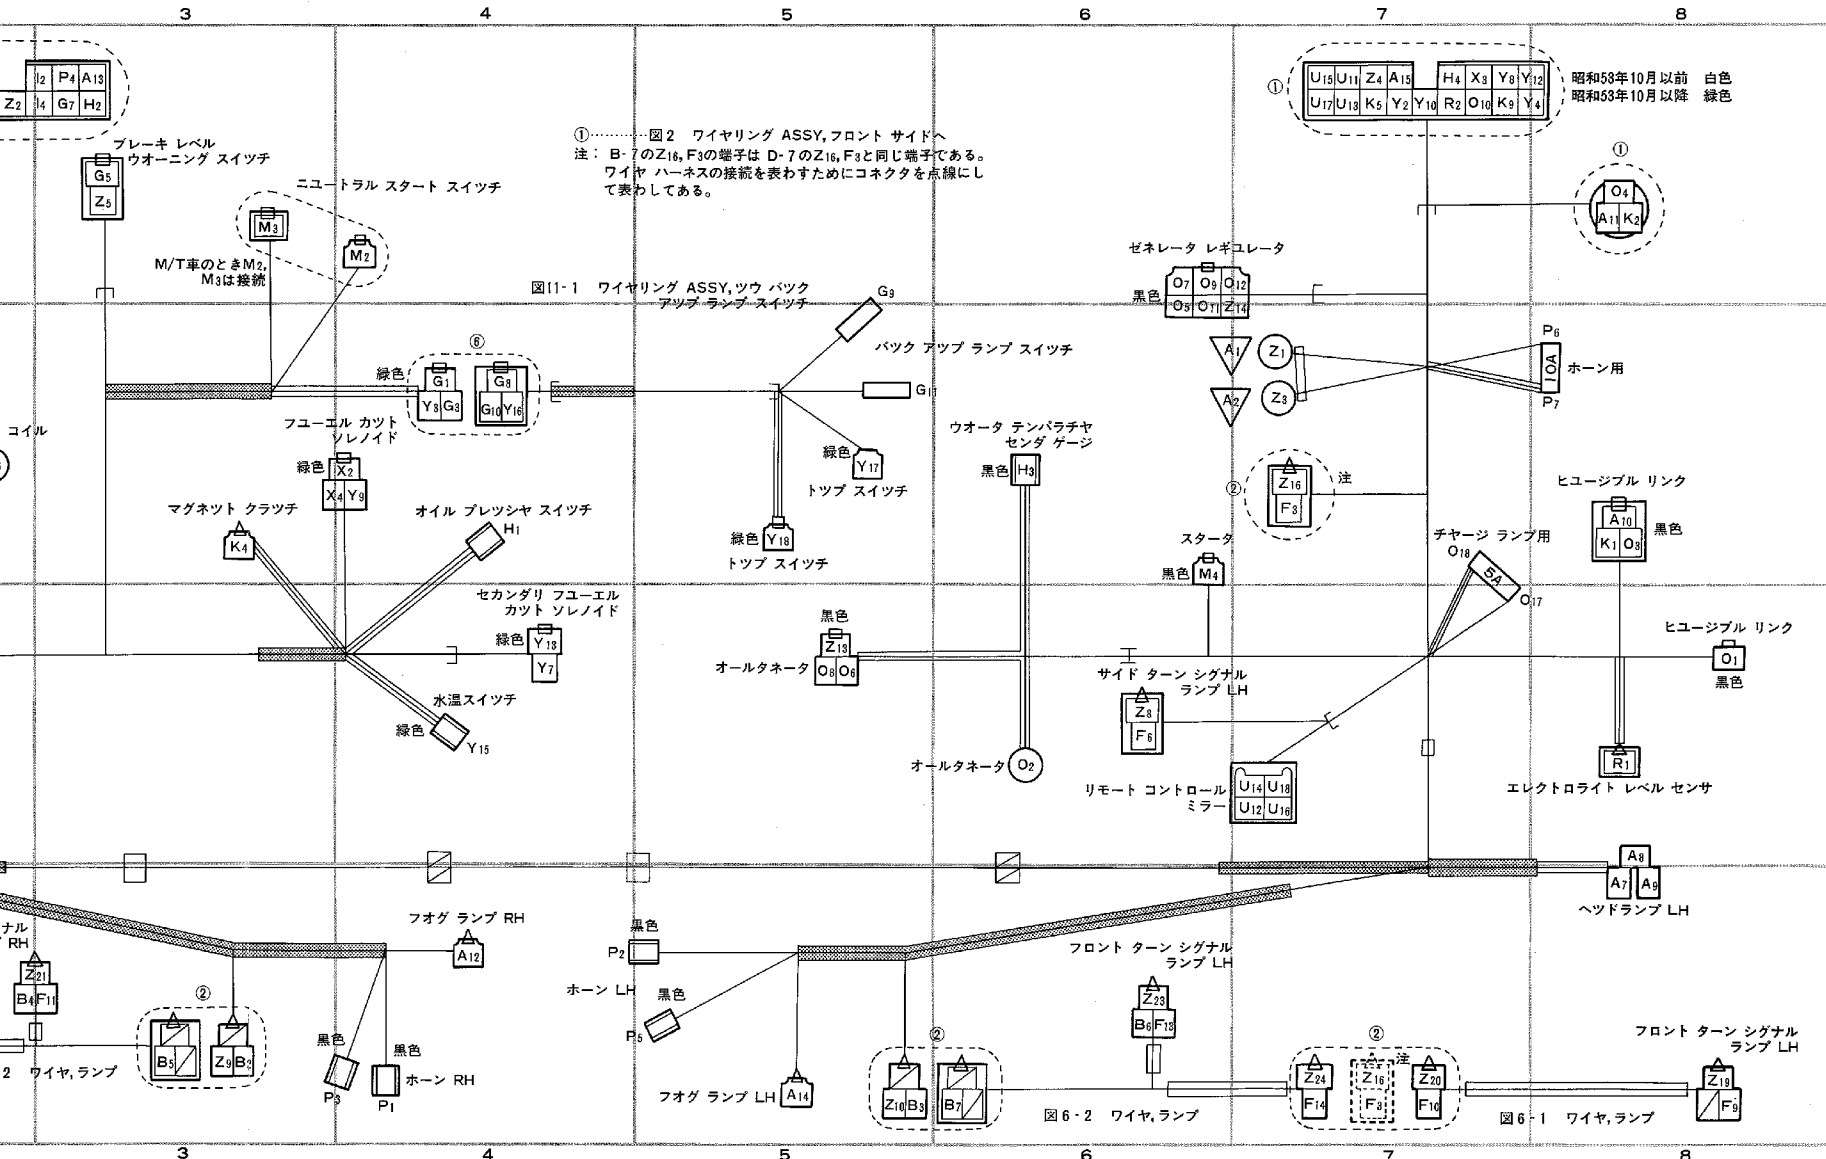 3 4 5 6 7 8
I2 P4 A13
Z2 I4 G7 H2
ブレーキ レベル
ウオーニング スイツチ
G5
Z5
ニユートラル スタート スイツチ
M3
M2
M/T車のときM2,
M3は接続
①………図2 ワイヤリング ASSY,フロント サイドへ
注: B-7のZ16,F3の端子は D-7のZ16,F3と同じ端子である。
ワイヤ ハーネスの接続を表わすためにコネクタを点線にし
て表わしてある。
①
U15 U11 Z4 A15 H4 X3 Y8 Y12
U17 U13 K5 Y2 Y10 R2 O10 K9 Y4
昭和53年10月以前 白色
昭和53年10月以降 緑色
①
O4
A11 K2
ゼネレータ レギユレータ
黒色
O7 O9 O12
O5 O11 Z14
図11-1 ワイヤリング ASSY,ツウ バツク
アツプ ランプ スイツチ
G9
バツク アツプ ランプ スイツチ
G11
⑥
緑色
G1
Y3 G3
G8
G10 Y16
A1
Z1
A2
Z3
P6
10A
P7
ホーン用
コイル
フユーエル カツト
ソレノイド
緑色
X2
X4 Y9
緑色
Y17
トツプ スイツチ
緑色
Y18
トツプ スイツチ
ウオータ テンパラチヤ
センダ ゲージ
黒色
H3
②
Z16
F3
注
ヒユージブル リンク
A10
K1 O3
黒色
マグネツト クラツチ
K4
オイル プレツシヤ スイツチ
H1
スタータ
黒色
M4
チヤージ ランプ用
O18
5A
O17
セカンダリ フユーエル
カツト ソレノイド
緑色
Y13
Y7
黒色
Z13
O8 O6
オールタネータ
サイド ターン シグナル
ランプ LH
Z8
F6
ヒユージブル リンク
O1
黒色
水温スイツチ
緑色
Y15
オールタネータ
O2
リモート コントロール
ミラー
U14 U18
U12 U16
R1
エレクトロライト レベル センサ
A8
A7 A9
ヘツドランプ LH
ナル
RH
Z21
B4 F11
フオグ ランプ RH
A12
黒色
P2
ホーン LH
黒色
P5
フロント ターン シグナル
ランプ LH
Z23
B6 F13
②
B5
Z9 B2
2 ワイヤ,ランプ
黒色
P3
黒色
P1
ホーン RH
フオグ ランプ LH
A14
②
Z10 B3
B7
図6-2 ワイヤ,ランプ
②
Z24
F14
注
Z16
F3
Z20
F10
図6-1 ワイヤ,ランプ
フロント ターン シグナル
ランプ LH
Z19
F9
3 4 5 6 7 8